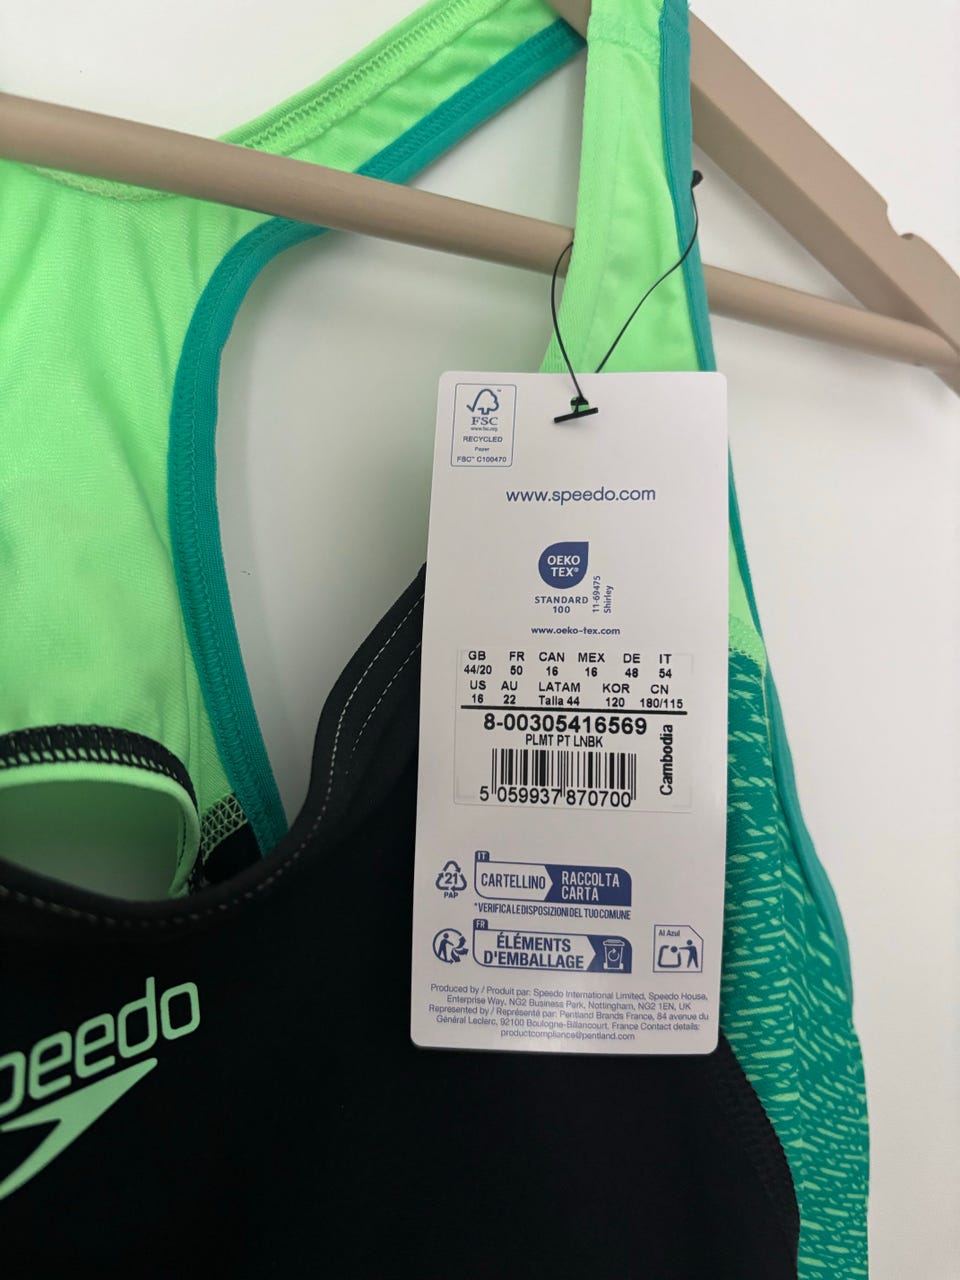 FSC™
www.fsc.org
RECYCLED
Paper
FSC™ C100470
www.speedo.com
OEKO
TEX®
STANDARD
100
11-69475
Shirley
www.oeko-tex.com
GB FR CAN MEX DE IT
44/20 50 16 16 48 54
US AU LATAM KOR CN
16 22 Talla 44 120 180/115
8-00305416569
PLMT PT LNBK
Cambodia
5 059937 870700
21
PAP
IT
CARTELLINO RACCOLTA
CARTA
*VERIFICA LE DISPOSIZIONI DEL TUO COMUNE
FR
ÉLÉMENTS
D'EMBALLAGE
Al Azul
Produced by / Produit par: Speedo International Limited, Speedo House,
Enterprise Way, NG2 Business Park, Nottingham, NG2 1EN, UK
Represented by / Représenté par: Pentland Brands France, 84 avenue du
Général Leclerc, 92100 Boulogne-Billancourt, France Contact details:
productcompliance@pentland.com
peedo